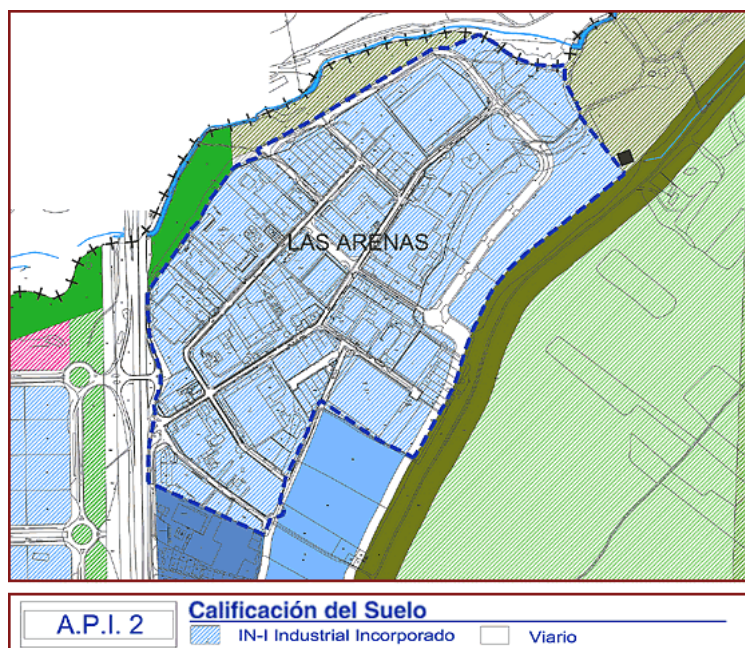 LAS ARENAS
A.P.I. 2
Calificación del Suelo
IN-I Industrial Incorporado
Viario